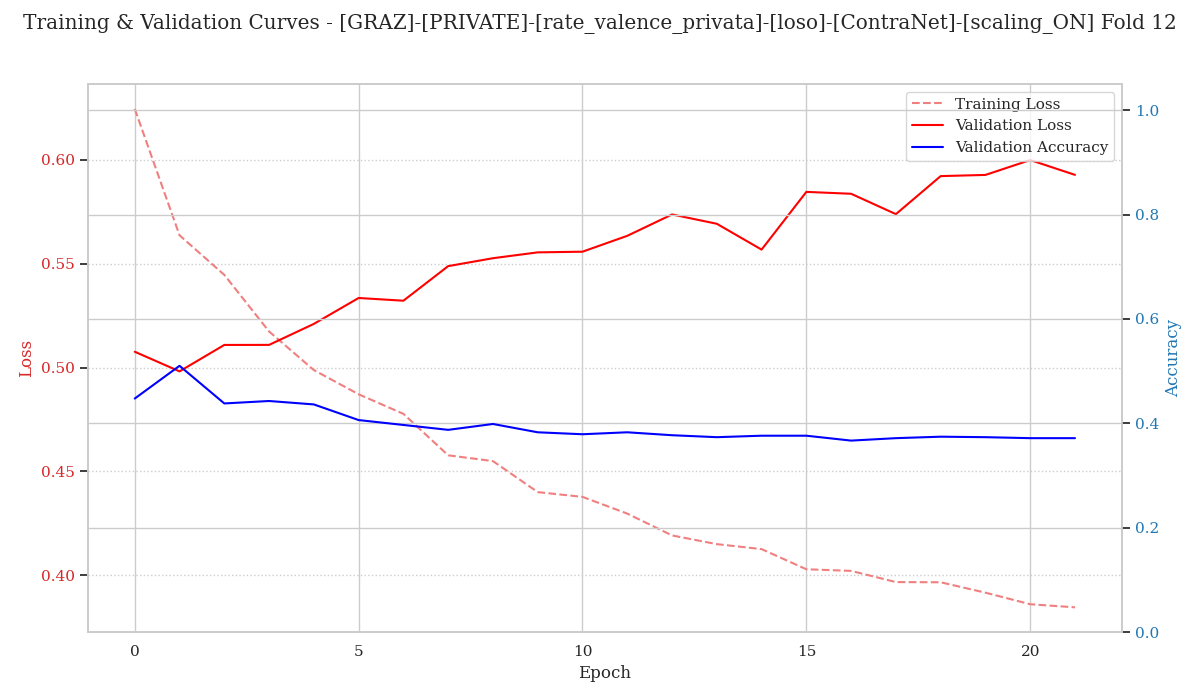 Training & Validation Curves - [GRAZ]-[PRIVATE]-[rate_valence_privata]-[loso]-[ContraNet]-[scaling_ON] Fold 12
Training Loss
Validation Loss
Validation Accuracy
0.60
0.55
0.50
0.45
0.40
Loss
1.0
0.8
0.6
0.4
0.2
0.0
Accuracy
0
5
10
15
20
Epoch